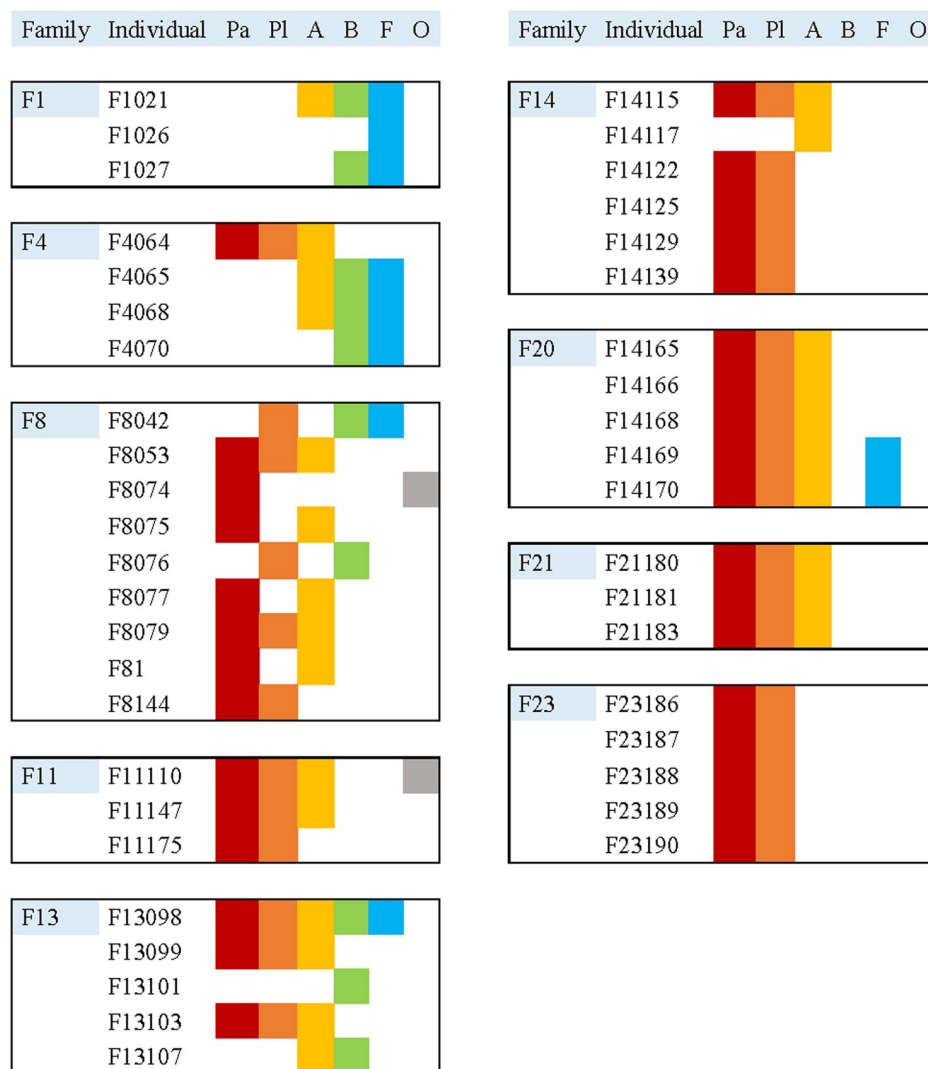 Family Individual Pa Pl A B F O
F1 F1021
F1026
F1027
F4 F4064
F4065
F4068
F4070
F8 F8042
F8053
F8074
F8075
F8076
F8077
F8079
F81
F8144
F11 F11110
F11147
F11175
F13 F13098
F13099
F13101
F13103
F13107
Family Individual Pa Pl A B F O
F14 F14115
F14117
F14122
F14125
F14129
F14139
F20 F14165
F14166
F14168
F14169
F14170
F21 F21180
F21181
F21183
F23 F23186
F23187
F23188
F23189
F23190